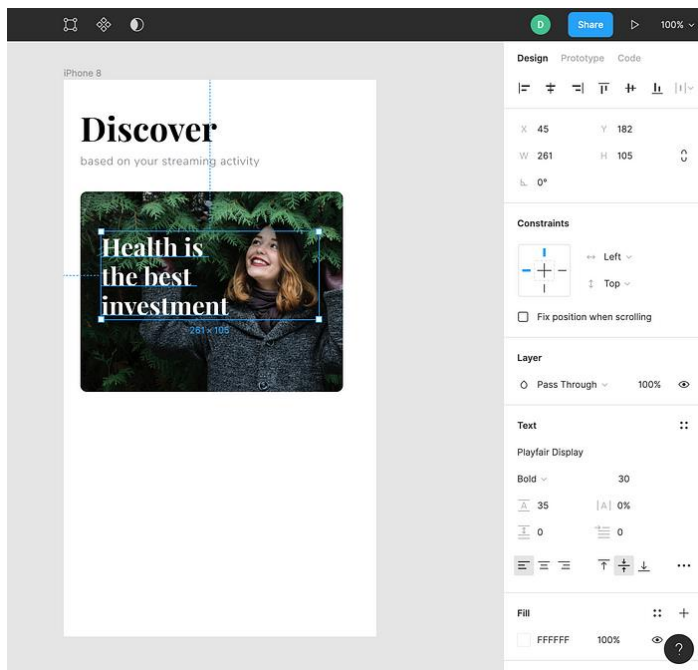 D Share 100%
iPhone 8
Discover
based on your streaming activity
Health is
the best
investment
261 × 105
Design Prototype Code
X 45 Y 182
W 261 H 105
0°
Constraints
Left
Top
Fix position when scrolling
Layer
Pass Through 100%
Text
Playfair Display
Bold 30
A 35 |A| 0%
0 0
Fill
FFFFFF 100%
?